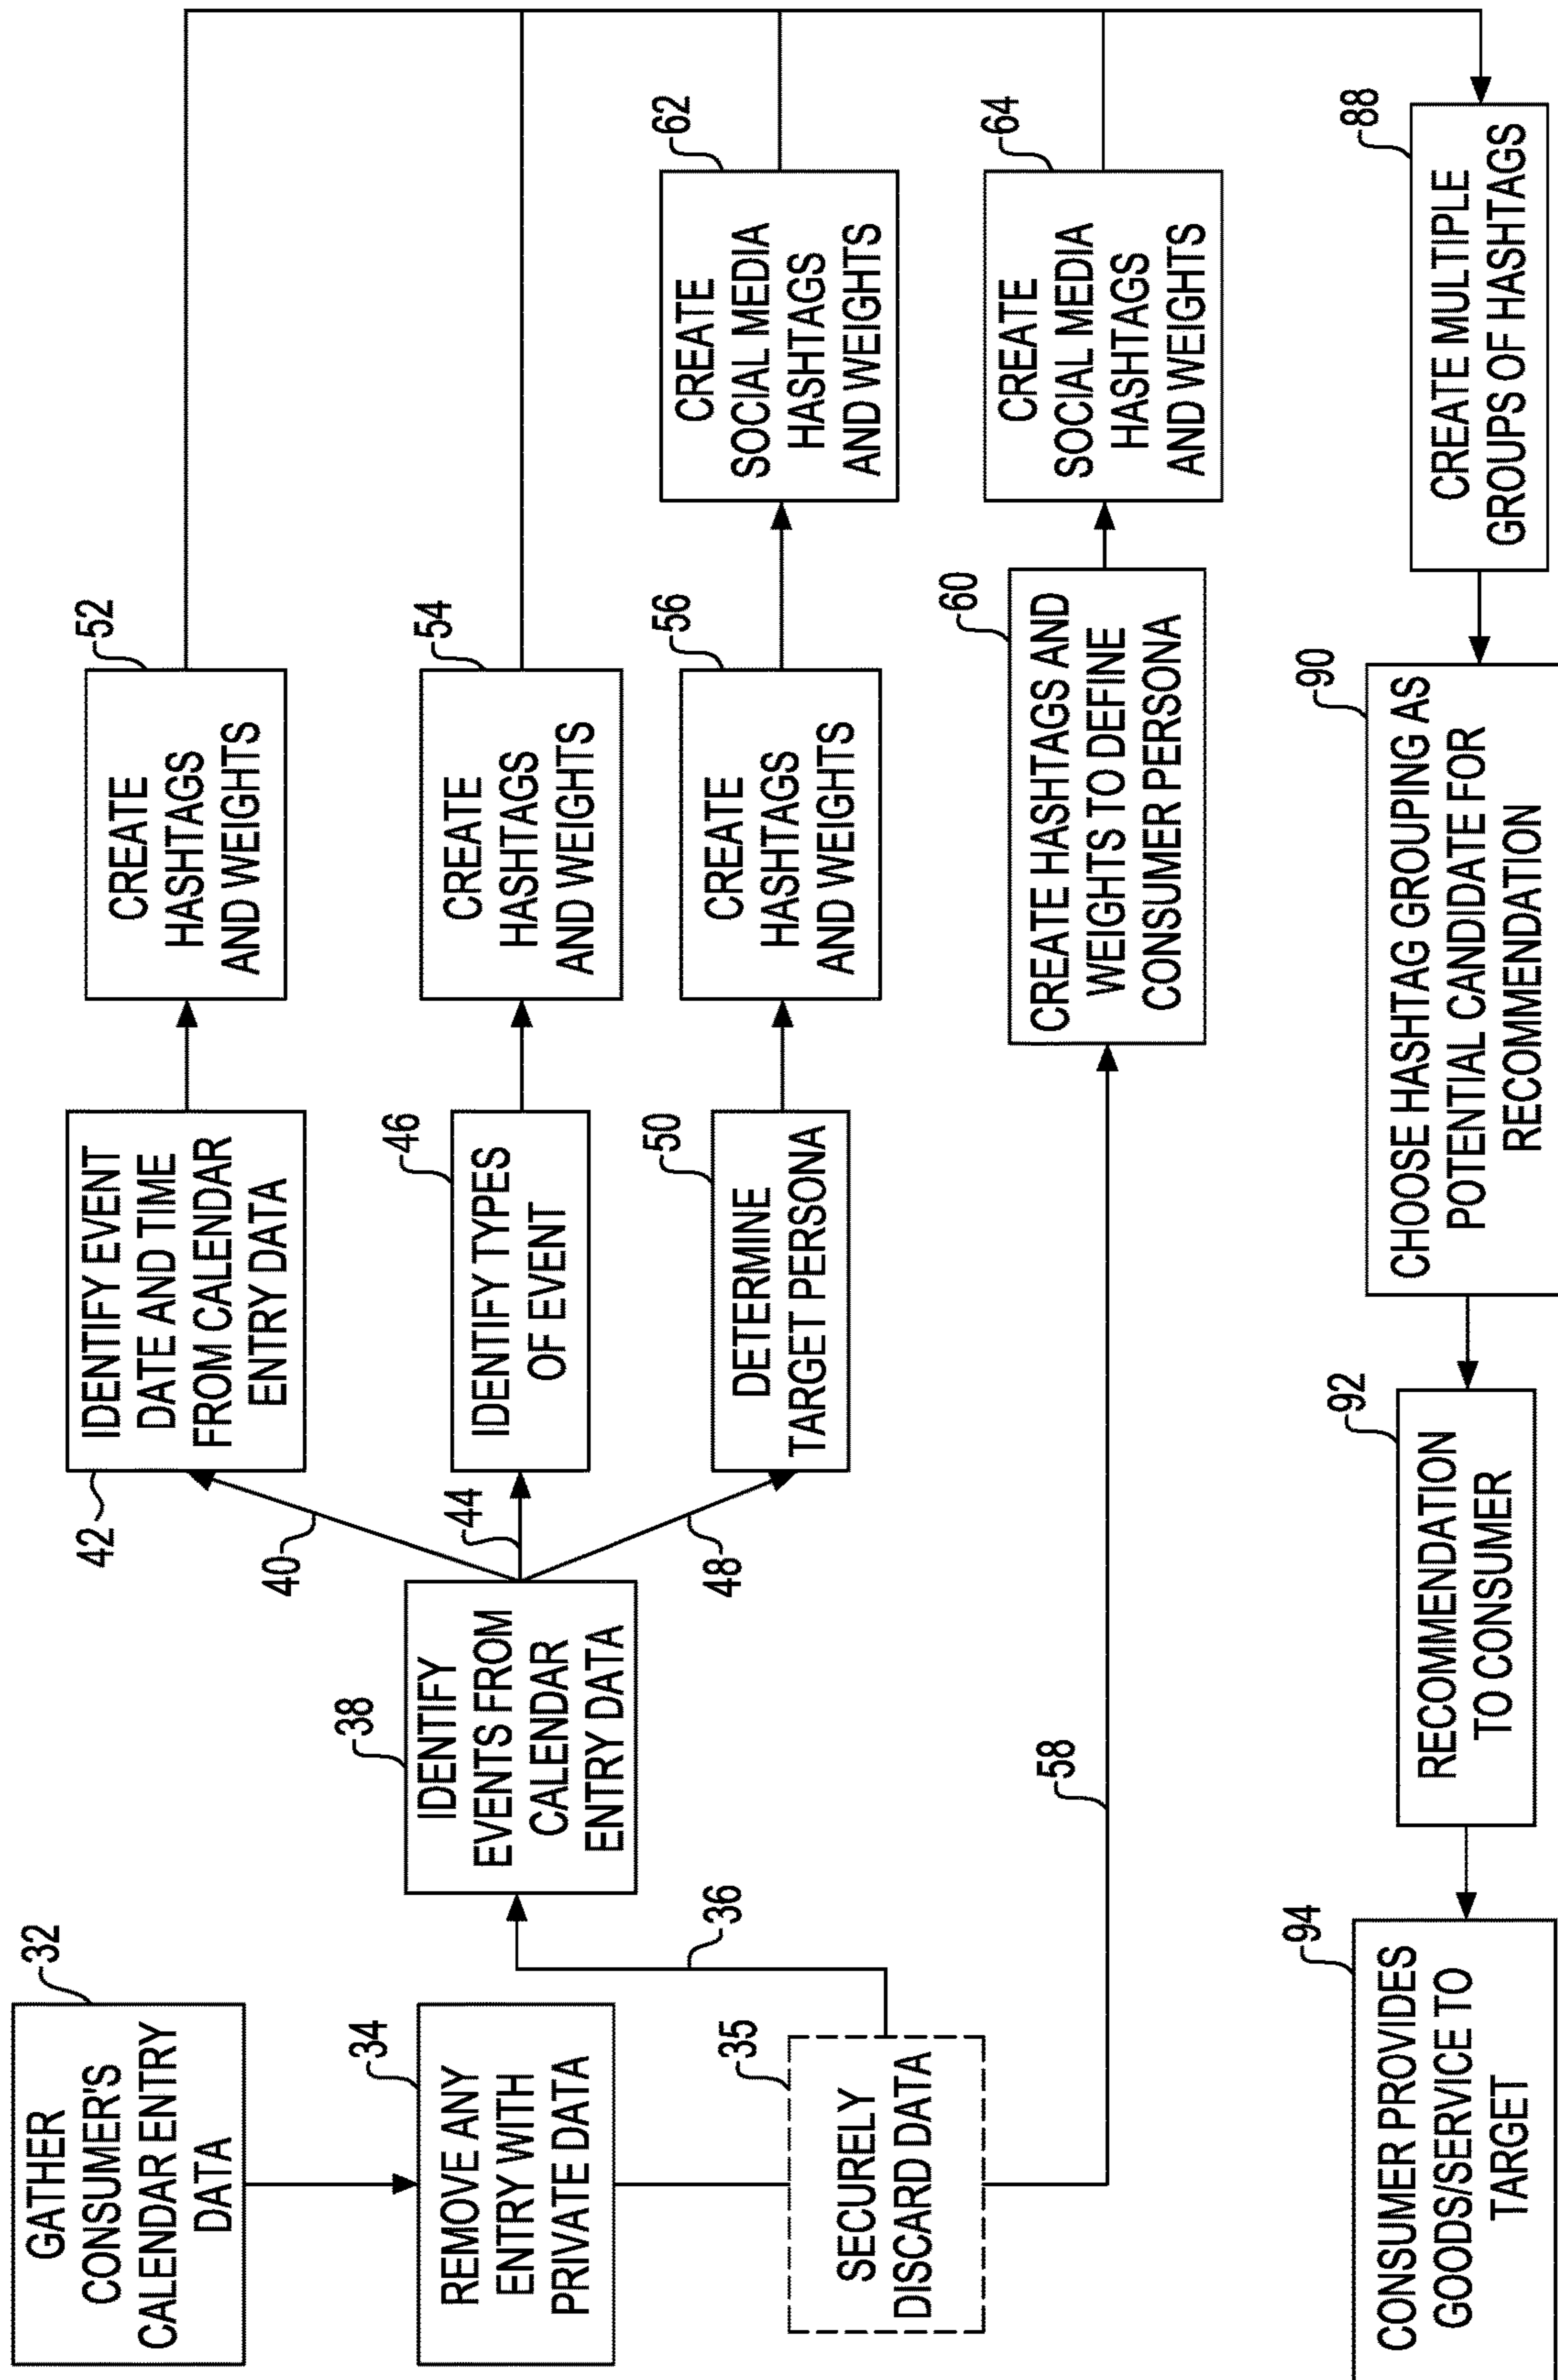 32
GATHER
CONSUMER'S
CALENDAR ENTRY
DATA
34
REMOVE ANY
ENTRY WITH
PRIVATE DATA
35
SECURELY
DISCARD DATA
36
38
IDENTIFY
EVENTS FROM
CALENDAR
ENTRY DATA
40
42
IDENTIFY EVENT
DATE AND TIME
FROM CALENDAR
ENTRY DATA
52
CREATE
HASHTAGS
AND WEIGHTS
44
46
IDENTIFY TYPES
OF EVENT
54
CREATE
HASHTAGS
AND WEIGHTS
48
50
DETERMINE
TARGET PERSONA
56
CREATE
HASHTAGS
AND WEIGHTS
62
CREATE
SOCIAL MEDIA
HASHTAGS
AND WEIGHTS
58
60
CREATE HASHTAGS AND
WEIGHTS TO DEFINE
CONSUMER PERSONA
64
CREATE
SOCIAL MEDIA
HASHTAGS
AND WEIGHTS
88
CREATE MULTIPLE
GROUPS OF HASHTAGS
90
CHOOSE HASHTAG GROUPING AS
POTENTIAL CANDIDATE FOR
RECOMMENDATION
92
RECOMMENDATION
TO CONSUMER
94
CONSUMER PROVIDES
GOODS/SERVICE TO
TARGET